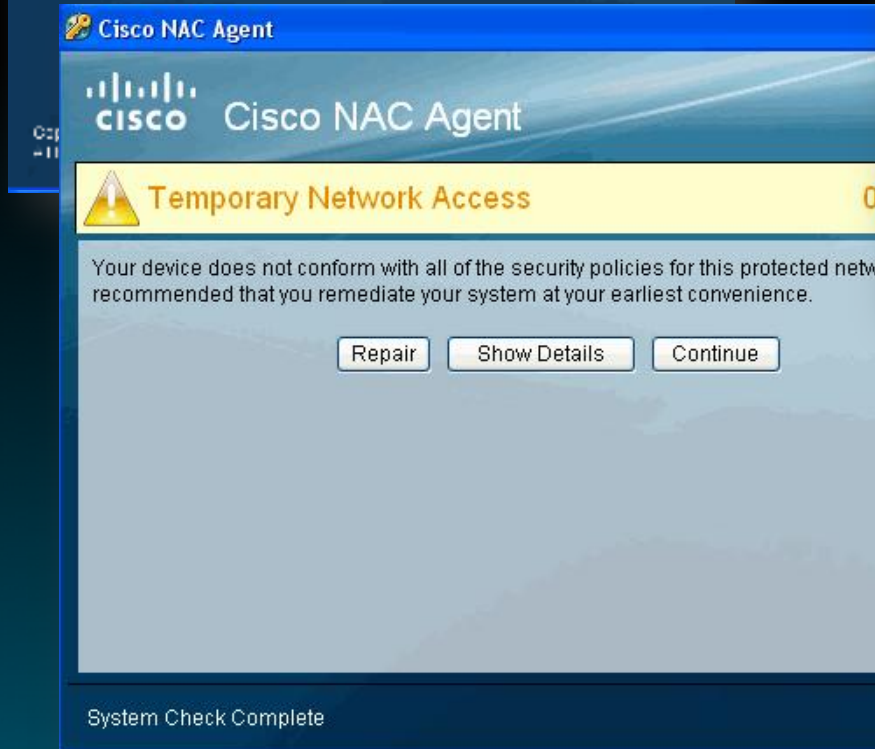 Cisco NAC Agent
CISCO Cisco NAC Agent
Temporary Network Access 0
Your device does not conform with all of the security policies for this protected netw
recommended that you remediate your system at your earliest convenience.
Repair Show Details Continue
System Check Complete